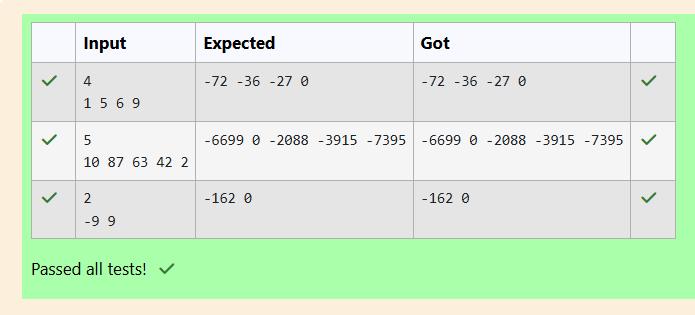 Input Expected Got
4 -72 -36 -27 0 -72 -36 -27 0
1 5 6 9
5 -6699 0 -2088 -3915 -7395 -6699 0 -2088 -3915 -7395
10 87 63 42 2
2 -162 0 -162 0
-9 9
Passed all tests!